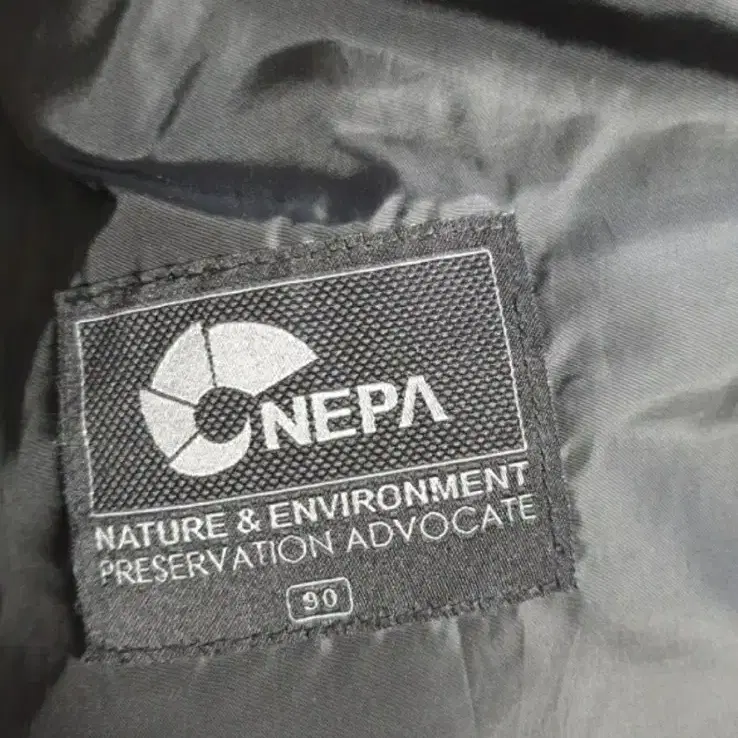 NEPA
NATURE & ENVIRONMENT
PRESERVATION ADVOCATE
90